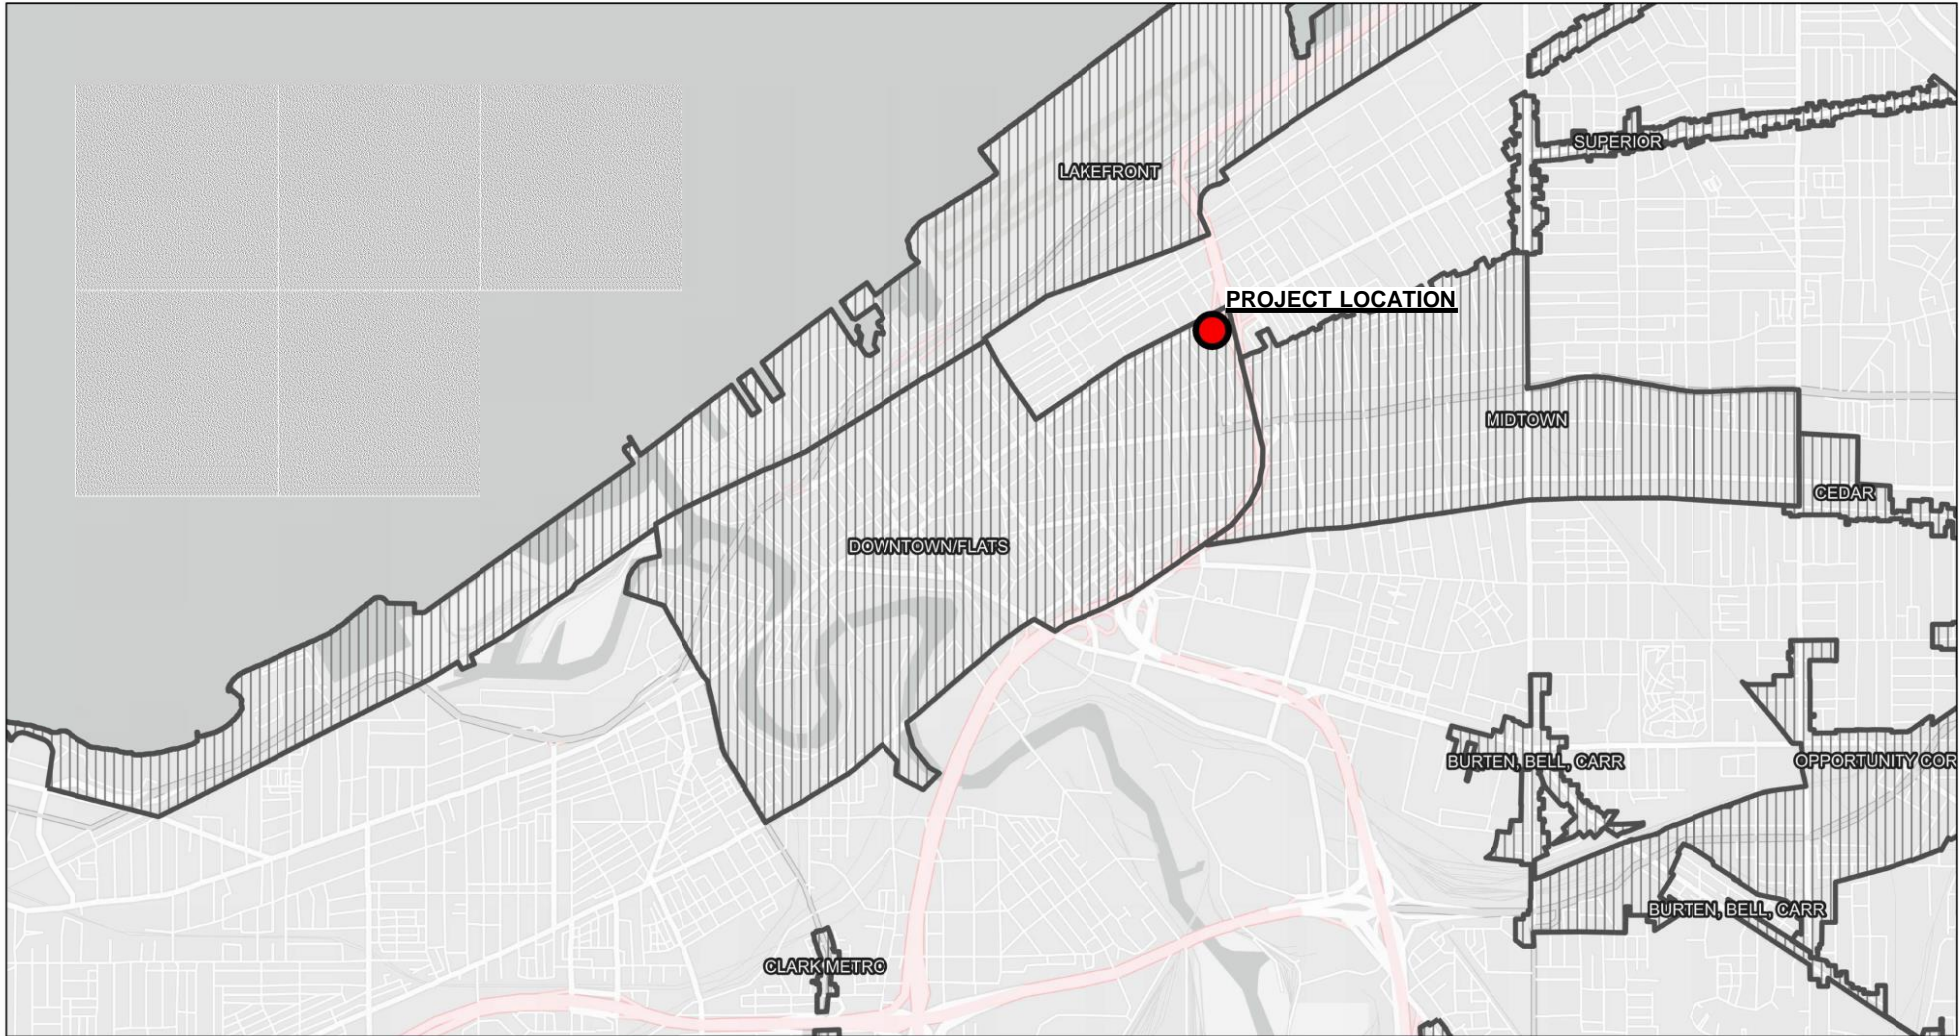 SUPERIOR
LAKEFRONT
PROJECT LOCATION
MIDTOWN
CEDAR
DOWNTOWN/FLATS
BURTEN, BELL, CARR
OPPORTUNITY COR
BURTEN, BELL, CARR
CLARK METRO